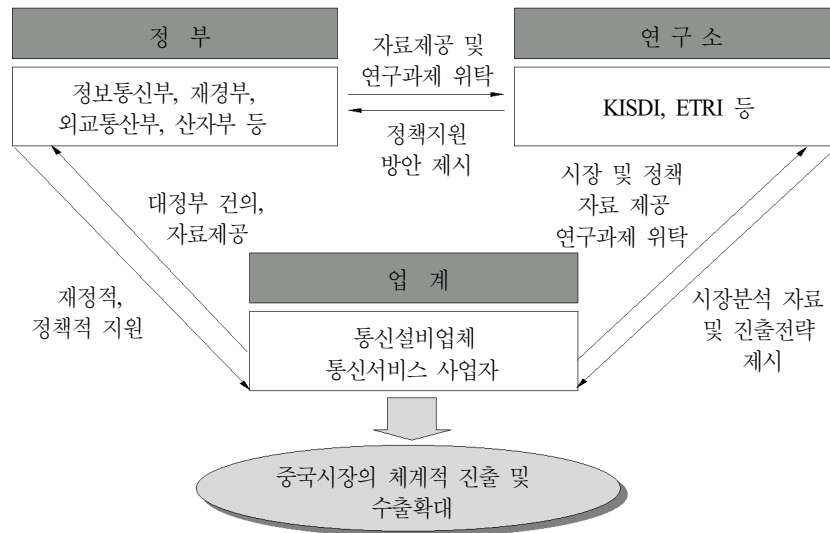 정 부
정보통신부, 재경부,
외교통산부, 산자부 등
자료제공 및
연구과제 위탁
정책지원
방안 제시
연구소
KISDI, ETRI 등
대정부 건의,
자료제공
시장 및 정책
자료 제공
연구과제 위탁
재정적,
정책적 지원
업 계
통신설비업체
통신서비스 사업자
시장분석 자료
및 진출전략
제시
중국시장의 체계적 진출 및
수출확대